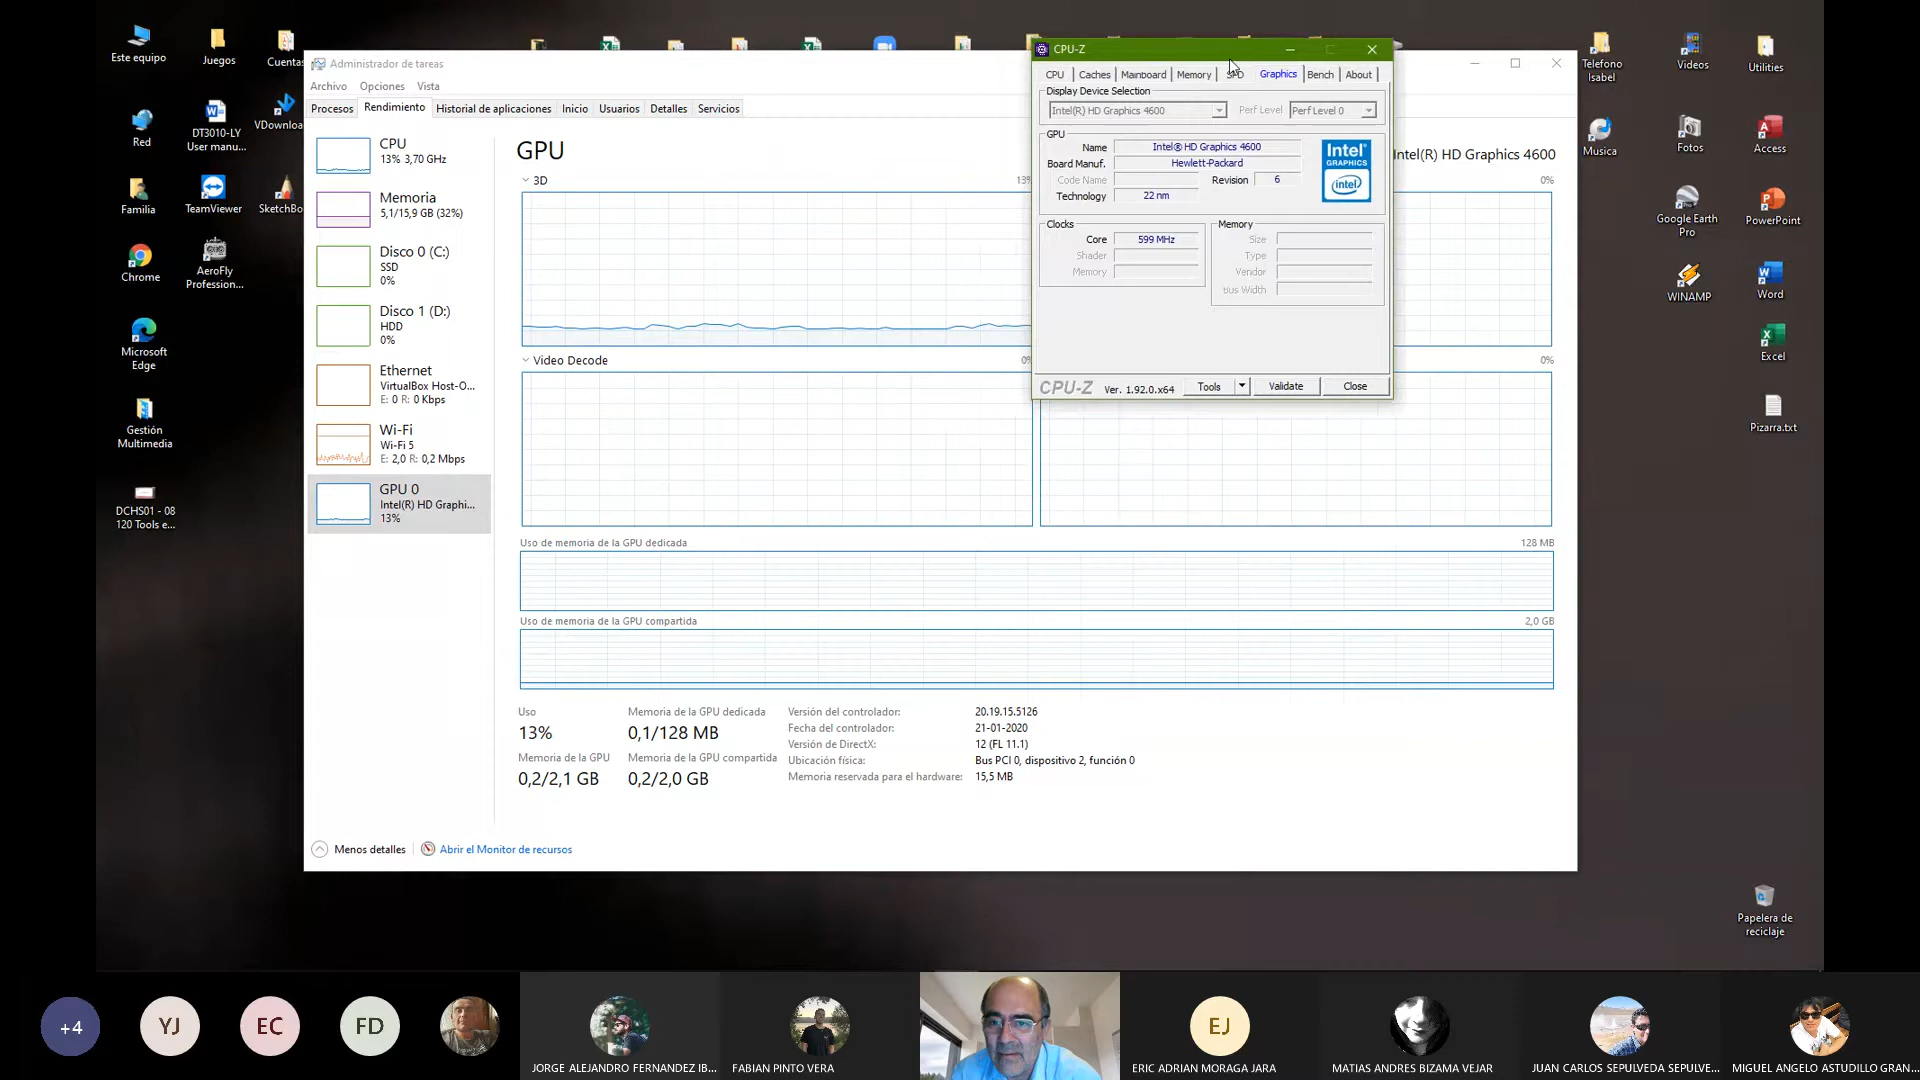 Este equipo
Juegos
Cuentas
Red
DT3010-LY
User manu...
VDownloa
Familia
TeamViewer
SketchBo
Chrome
AeroFly
Profession...
Microsoft
Edge
Gestión
Multimedia
DCHS01 - 08
120 Tools e...
Administrador de tareas
Archivo Opciones Vista
Procesos Rendimiento Historial de aplicaciones Inicio Usuarios Detalles Servicios
CPU
13% 3,70 GHz
Memoria
5,1/15,9 GB (32%)
Disco 0 (C:)
SSD
0%
Disco 1 (D:)
HDD
0%
Ethernet
VirtualBox Host-O...
E: 0 R: 0 Kbps
Wi-Fi
Wi-Fi 5
E: 2,0 R: 0,2 Mbps
GPU 0
Intel(R) HD Graphi...
13%
GPU
Intel(R) HD Graphics 4600
3D
13%
0%
Video Decode
0%
0%
Uso de memoria de la GPU dedicada
128 MB
Uso de memoria de la GPU compartida
2,0 GB
Uso
13%
Memoria de la GPU dedicada
0,1/128 MB
Memoria de la GPU
0,2/2,1 GB
Memoria de la GPU compartida
0,2/2,0 GB
Versión del controlador: 20.19.15.5126
Fecha del controlador: 21-01-2020
Versión de DirectX: 12 (FL 11.1)
Ubicación física: Bus PCI 0, dispositivo 2, función 0
Memoria reservada para el hardware: 15,5 MB
Menos detalles
Abrir el Monitor de recursos
CPU-Z
CPU Caches Mainboard Memory Graphics Bench About
Display Device Selection
Intel(R) HD Graphics 4600 Perf Level Perf Level 0
GPU
Name Intel® HD Graphics 4600
Board Manuf. Hewlett-Packard
Code Name Revision 6
Technology 22 nm
intel®
GRAPHICS
intel
Clocks
Core 599 MHz
Shader
Memory
Memory
Size
Type
Vendor
Bus Width
CPU-Z Ver. 1.92.0.x64 Tools Validate Close
Telefono
Isabel
Videos
Utilities
Musica
Fotos
Access
Google Earth
Pro
PowerPoint
WINAMP
Word
Excel
Pizarra.txt
Papelera de
reciclaje
+4
YJ
EC
FD
JORGE ALEJANDRO FERNANDEZ IB...
FABIAN PINTO VERA
EJ
ERIC ADRIAN MORAGA JARA
MATIAS ANDRES BIZAMA VEJAR
JUAN CARLOS SEPULVEDA SEPULVE...
MIGUEL ANGELO ASTUDILLO GRAN...